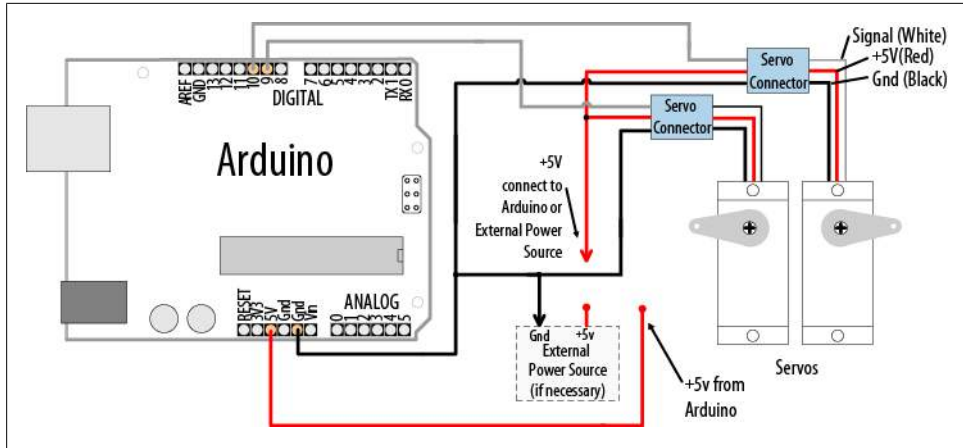 Signal (White)
+5V(Red)
Gnd (Black)
Servo
Connector
Servo
Connector
AREF
GND
13
12
11
10
9
8
7
6
5
4
3
2
TX 1
RX 0
DIGITAL
Arduino
+5V
connect to
Arduino or
External Power
Source
RESET
3V3
5V
Gnd
Gnd
Vin
ANALOG
0
1
2
3
4
5
Gnd
+5v
External
Power Source
(if necessary)
+5v from
Arduino
Servos